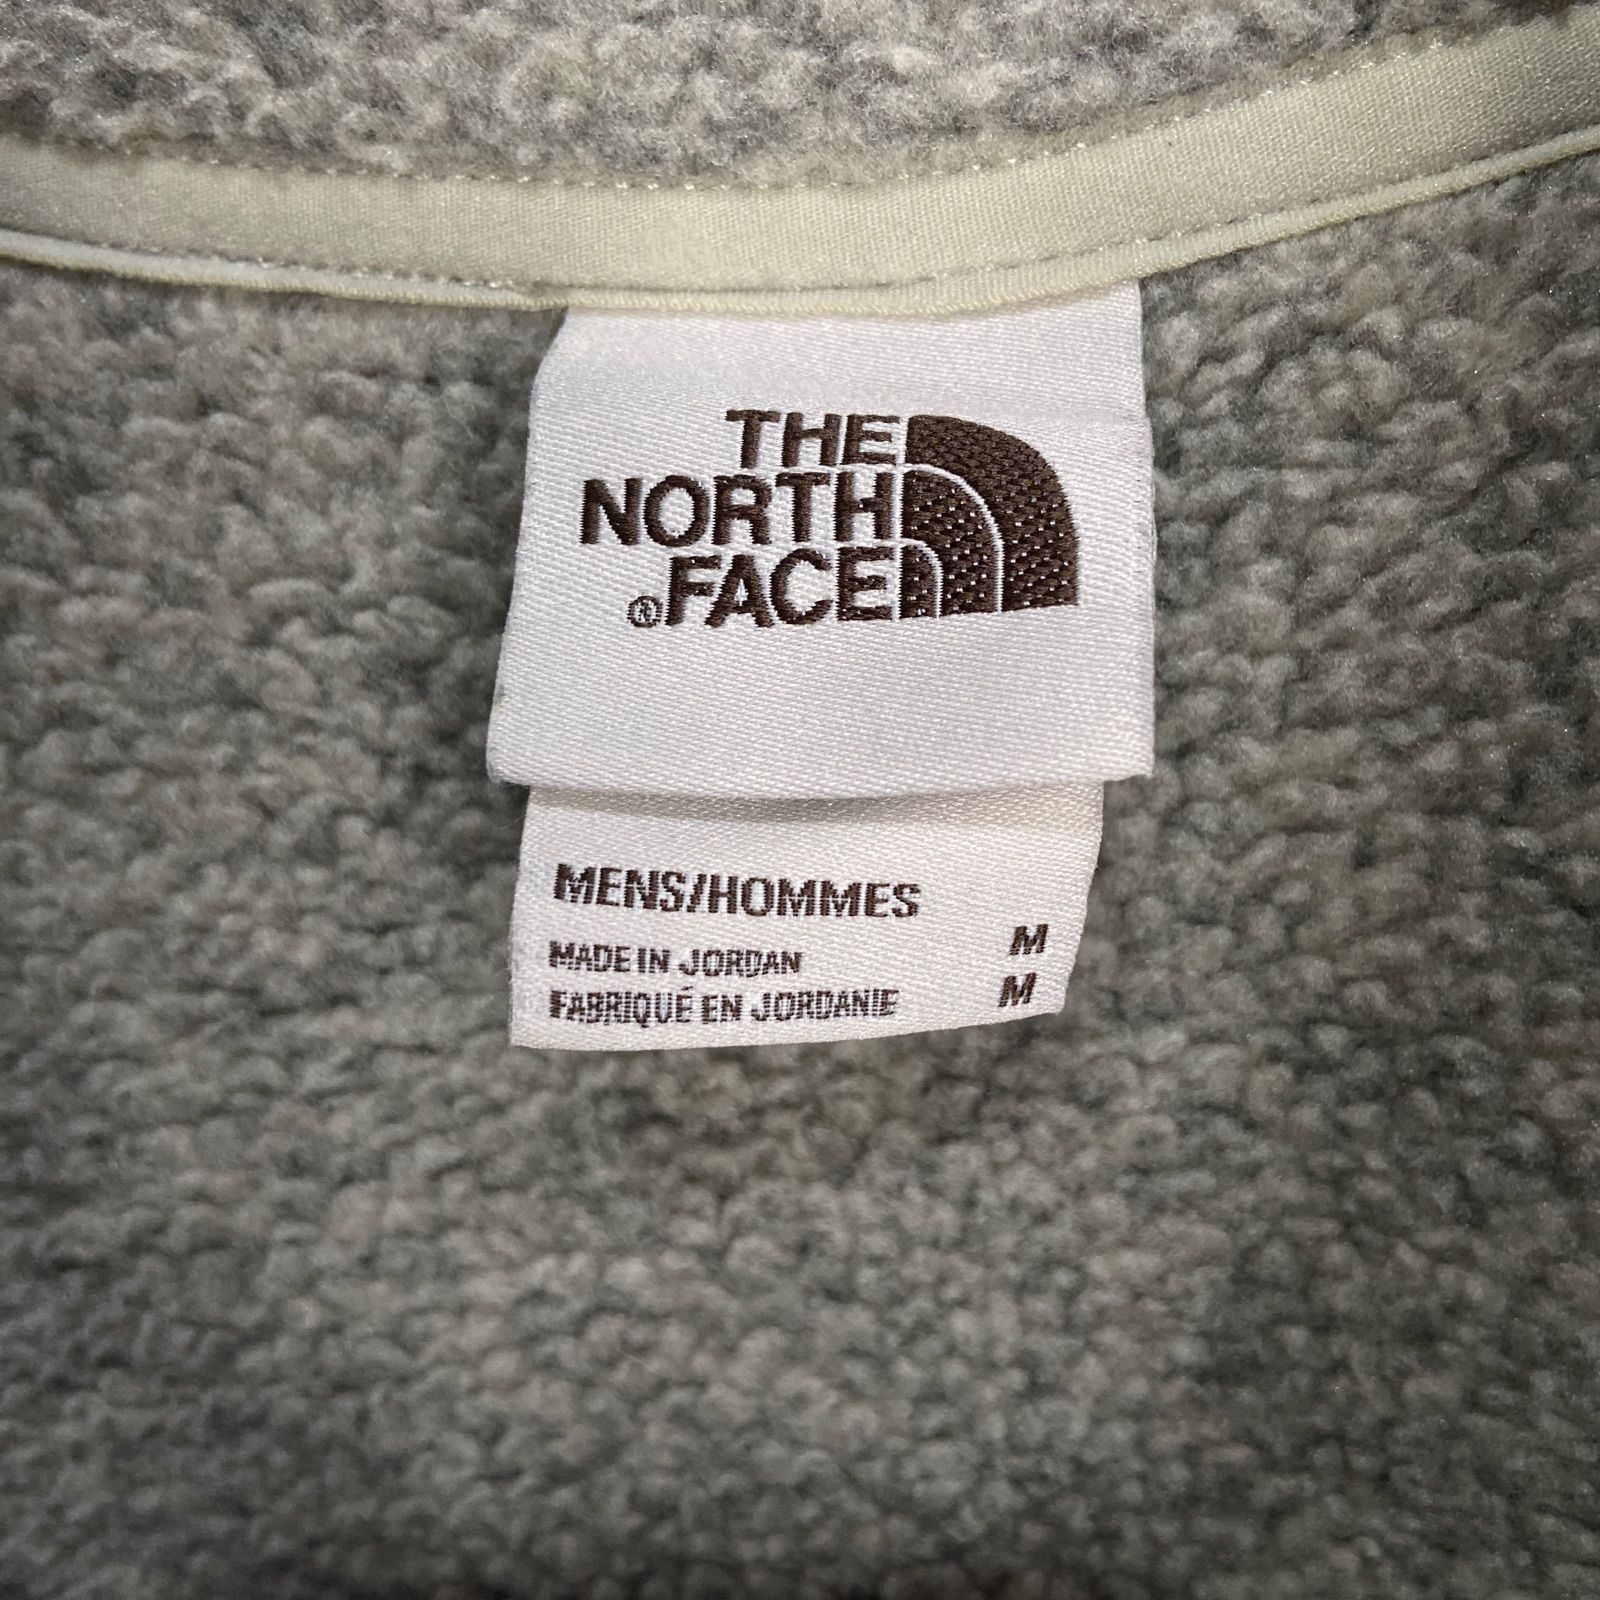 THE
NORTH
®FACE
MENS/HOMMES
MADE IN JORDAN M
FABRIQUÉ EN JORDANIE M